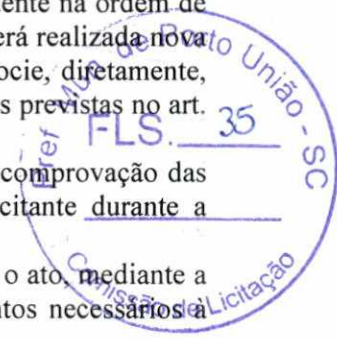 ente na ordem de
erá realizada nova
ocie, diretamente,
s previstas no art.
comprovação das
citante durante a
o ato, mediante a
ntos necessários à
Pref Mun de Porto União - SC
FLS. 35
Comissão de Licitação